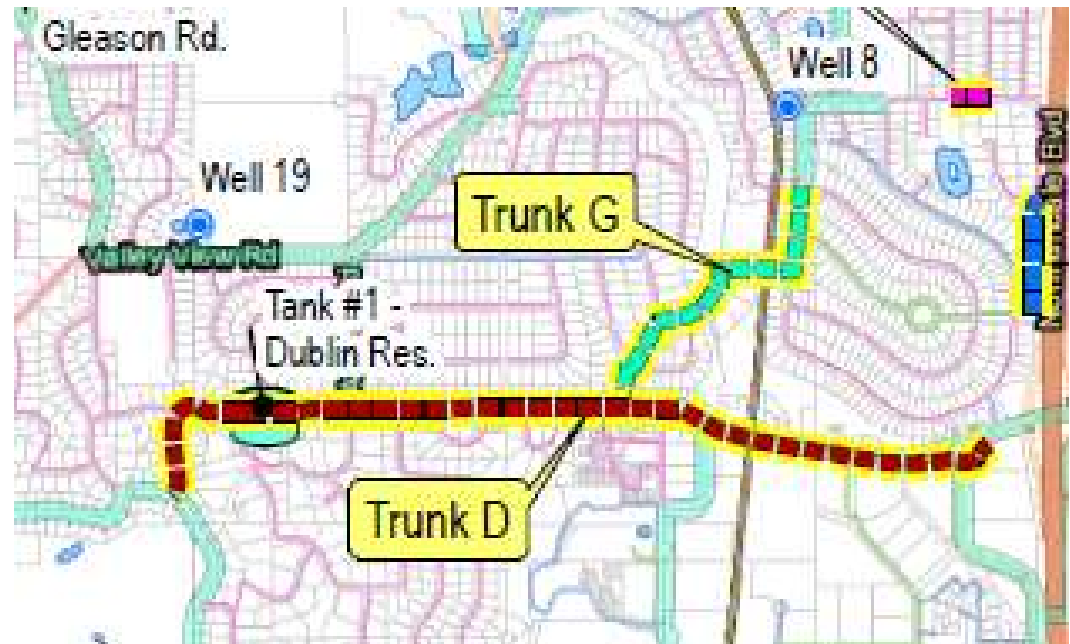 Gleason Rd.
Well 8
Well 19
Trunk G
Valley View Rd
Tank #1 -
Dublin Res.
Trunk D